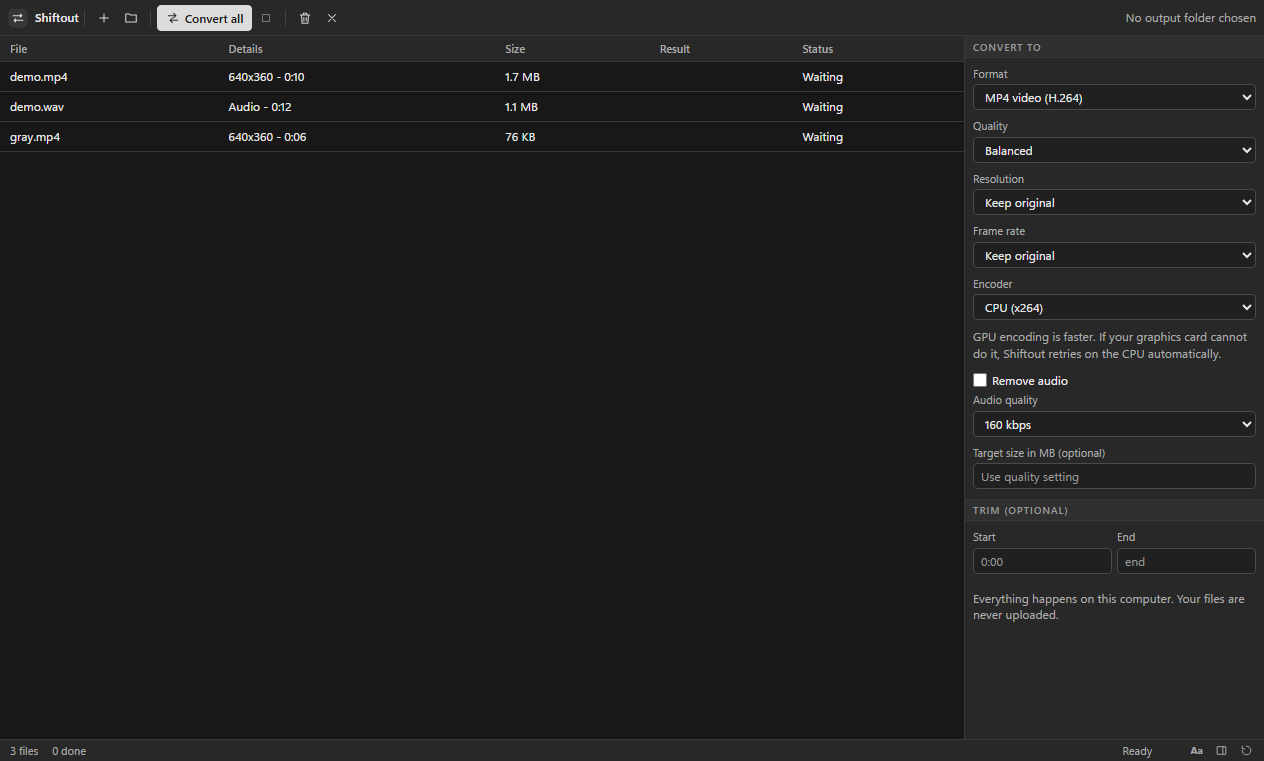 Shiftout
Convert all
No output folder chosen
File Details Size Result Status
demo.mp4 640x360 - 0:10 1.7 MB Waiting
demo.wav Audio - 0:12 1.1 MB Waiting
gray.mp4 640x360 - 0:06 76 KB Waiting
CONVERT TO
Format
MP4 video (H.264)
Quality
Balanced
Resolution
Keep original
Frame rate
Keep original
Encoder
CPU (x264)
GPU encoding is faster. If your graphics card cannot
do it, Shiftout retries on the CPU automatically.
Remove audio
Audio quality
160 kbps
Target size in MB (optional)
Use quality setting
TRIM (OPTIONAL)
Start End
0:00 end
Everything happens on this computer. Your files are
never uploaded.
3 files 0 done
Ready Aa